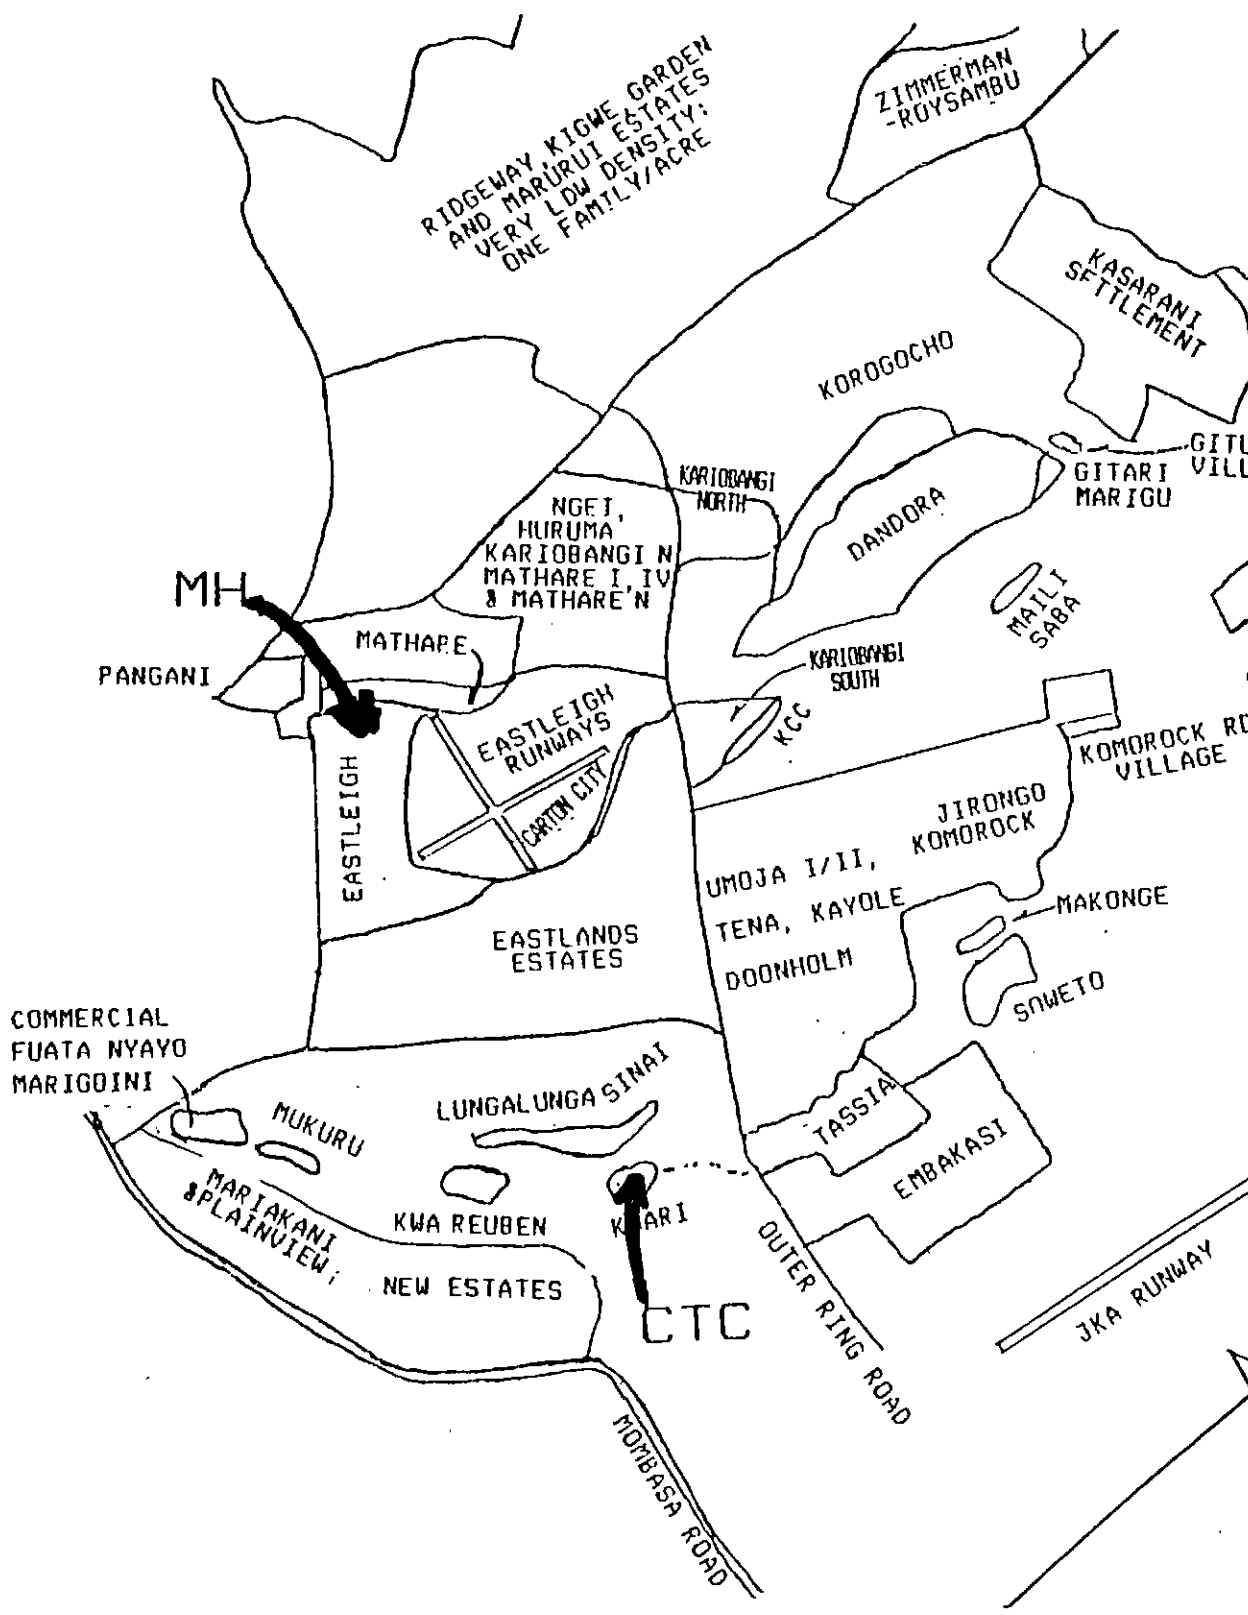 RIDGEWAY, KIGWE GARDEN
AND MARURUI ESTATES
VERY LOW DENSITY:
ONE FAMILY/ACRE
ZIMMERMAN
-ROYSAMBU
KASARANI
SETTLEMENT
KOROGOCHO
GITARI
MARIGU
KARIOBANGI
NORTH
DANDORA
NGEI,
HURUMA
KARIOBANGI N
MATHARE I, IV
& MATHARE N
MH
MATHARE
PANGANI
MAILI
SABA
KARIOBANGI
SOUTH
KCC
EASTLEIGH
RUNWAYS
CARTON CITY
EASTLEIGH
KOMOROCK
VILLAGE
JIRONGO
KOMOROCK
UMOJA I/II,
TENA, KAYOLE
DOONHOLM
MAKONGE
SOWETO
EASTLANDS
ESTATES
COMMERCIAL
FUATA NYAYO
MARIGOINI
MUKURU
LUNGALUNGA SINAI
TASSIA
EMBAKASI
MARIAKANI
& PLAINVIEW;
KWA REUBEN
NEW ESTATES
CTC
OUTER RING ROAD
JKA RUNWAY
MOMBASA ROAD